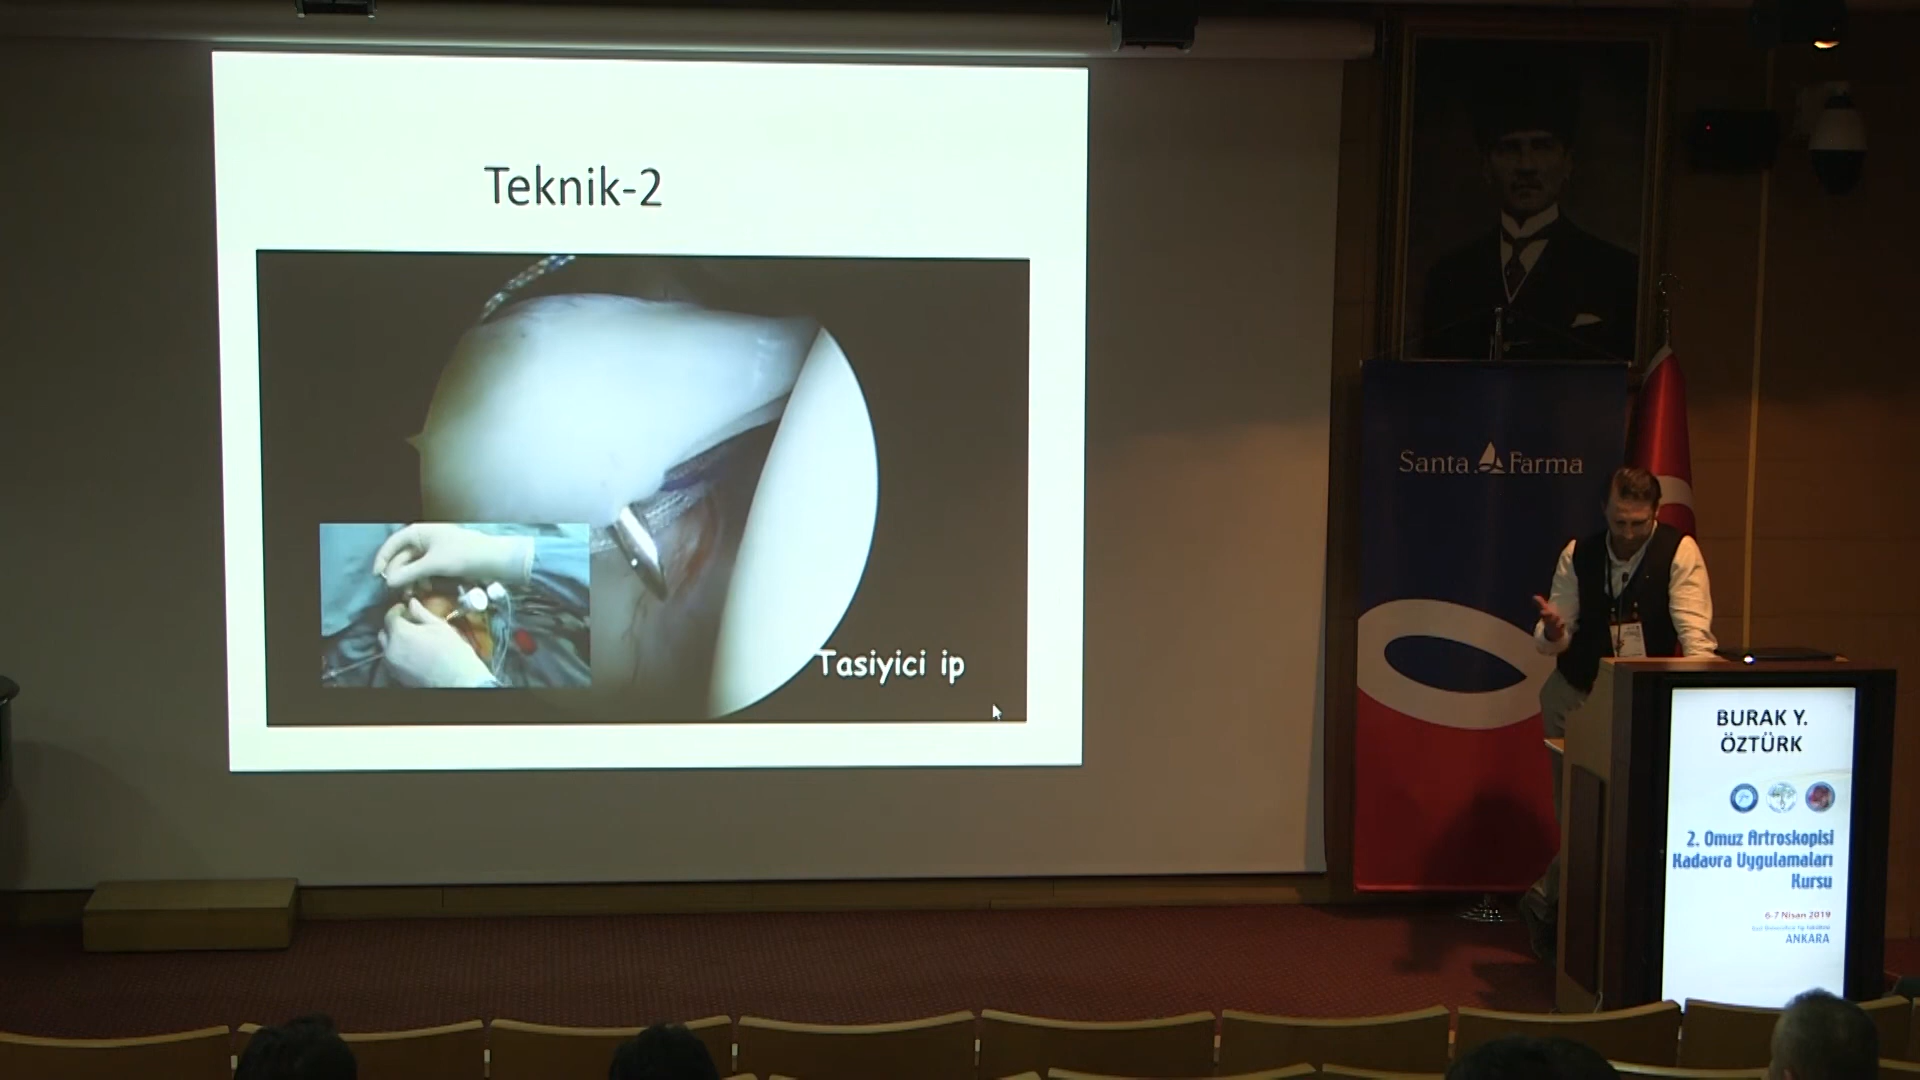 Teknik-2
Tasiyici ip
Santa Farma
BURAK Y.
ÖZTÜRK
2. Omuz Artroskopisi
Kadavra Uygulamaları
Kursu
6-7 Nisan 2019
ANKARA